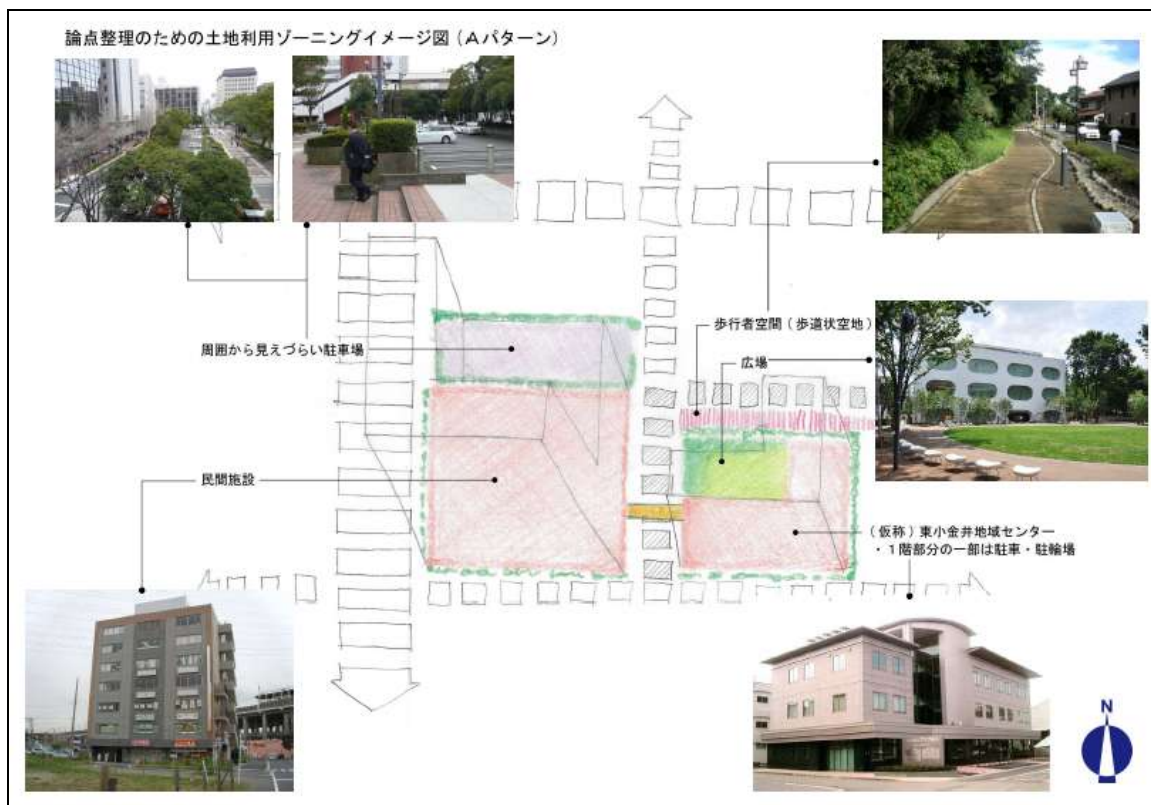 論点整理のための土地利用ゾーニングイメージ図（Aパターン）
歩行者空間（歩道状空地）
周囲から見えづらい駐車場
広場
民間施設
（仮称）東小金井地域センター
・1階部分の一部は駐車・駐輪場
N